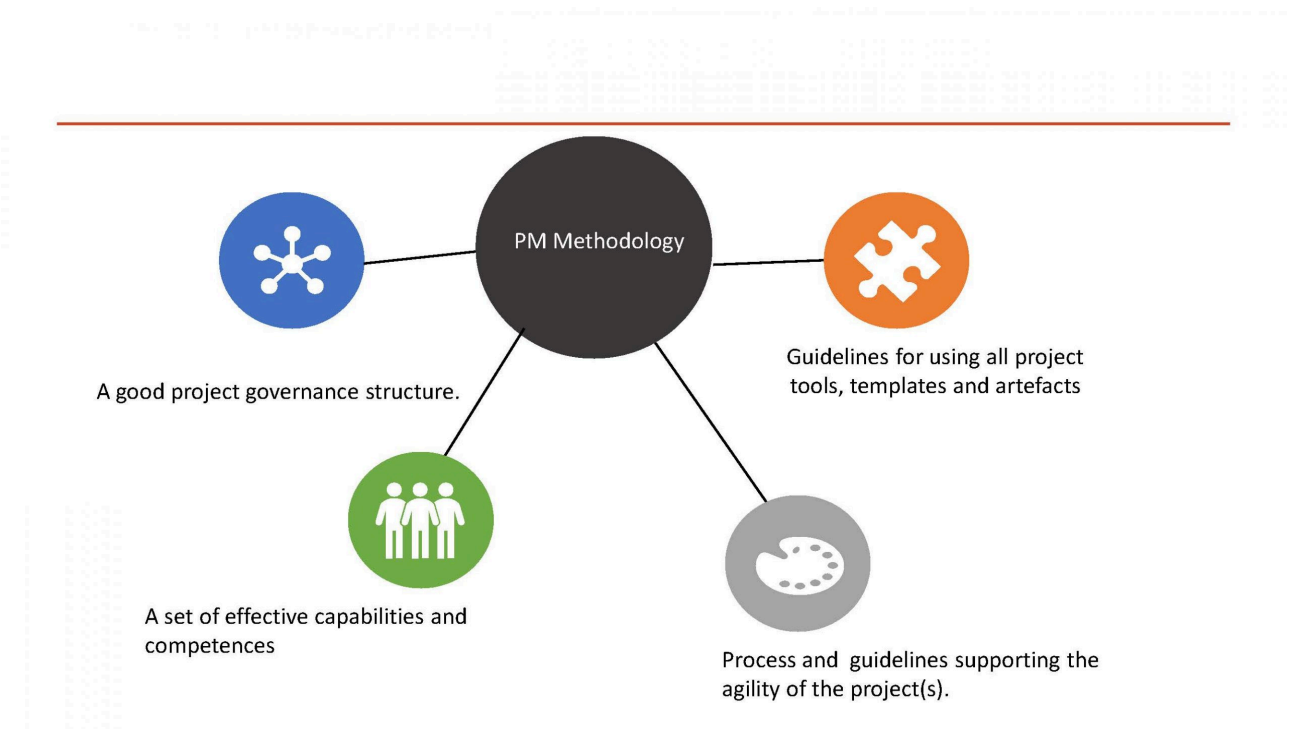 PM Methodology
A good project governance structure.
Guidelines for using all project
tools, templates and artefacts
A set of effective capabilities and
competences
Process and  guidelines supporting the
agility of the project(s).